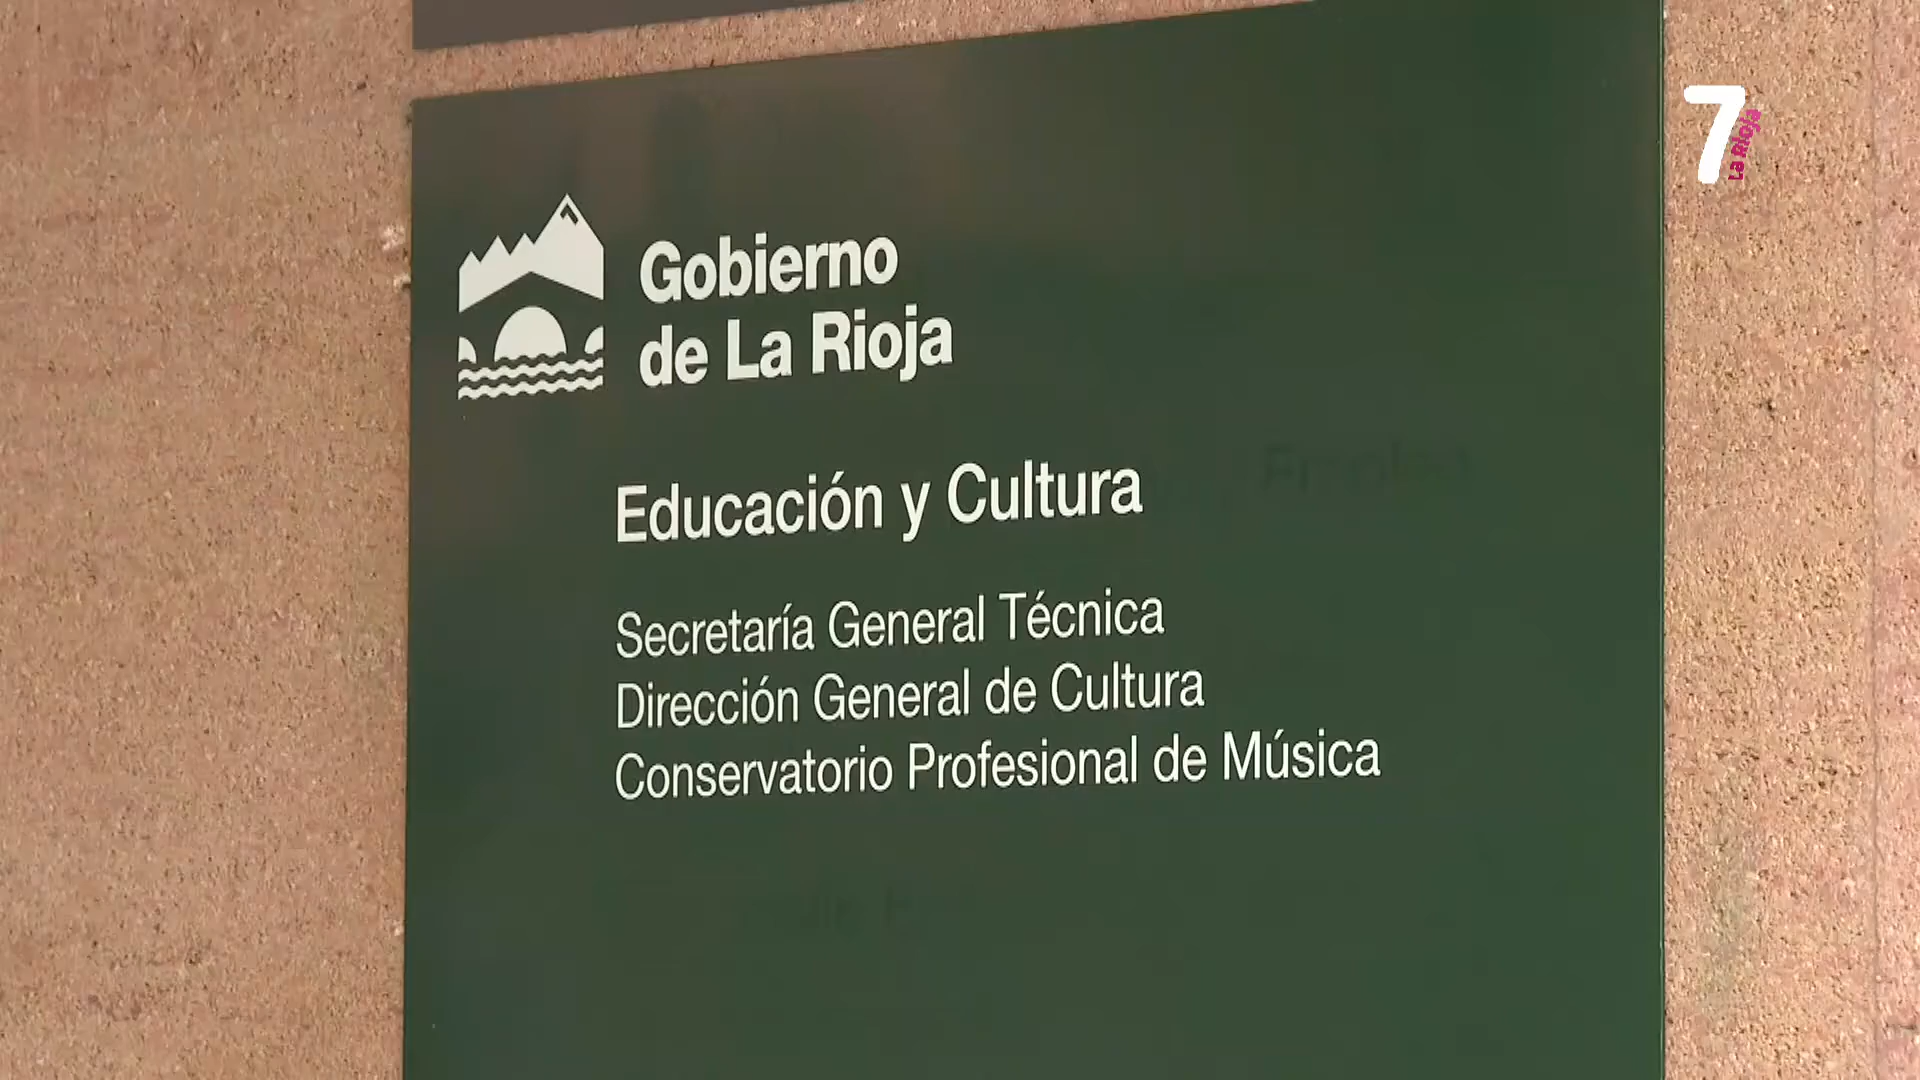 Gobierno
de La Rioja
Educación y Cultura
Secretaría General Técnica
Dirección General de Cultura
Conservatorio Profesional de Música
7
La Rioja